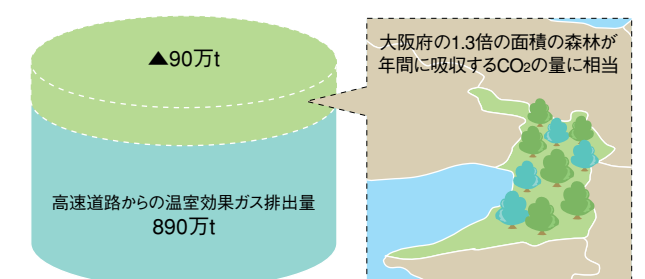 ▲90万t
大阪府の1.3倍の面積の森林が
年間に吸収するCO2の量に相当
高速道路からの温室効果ガス排出量
890万t